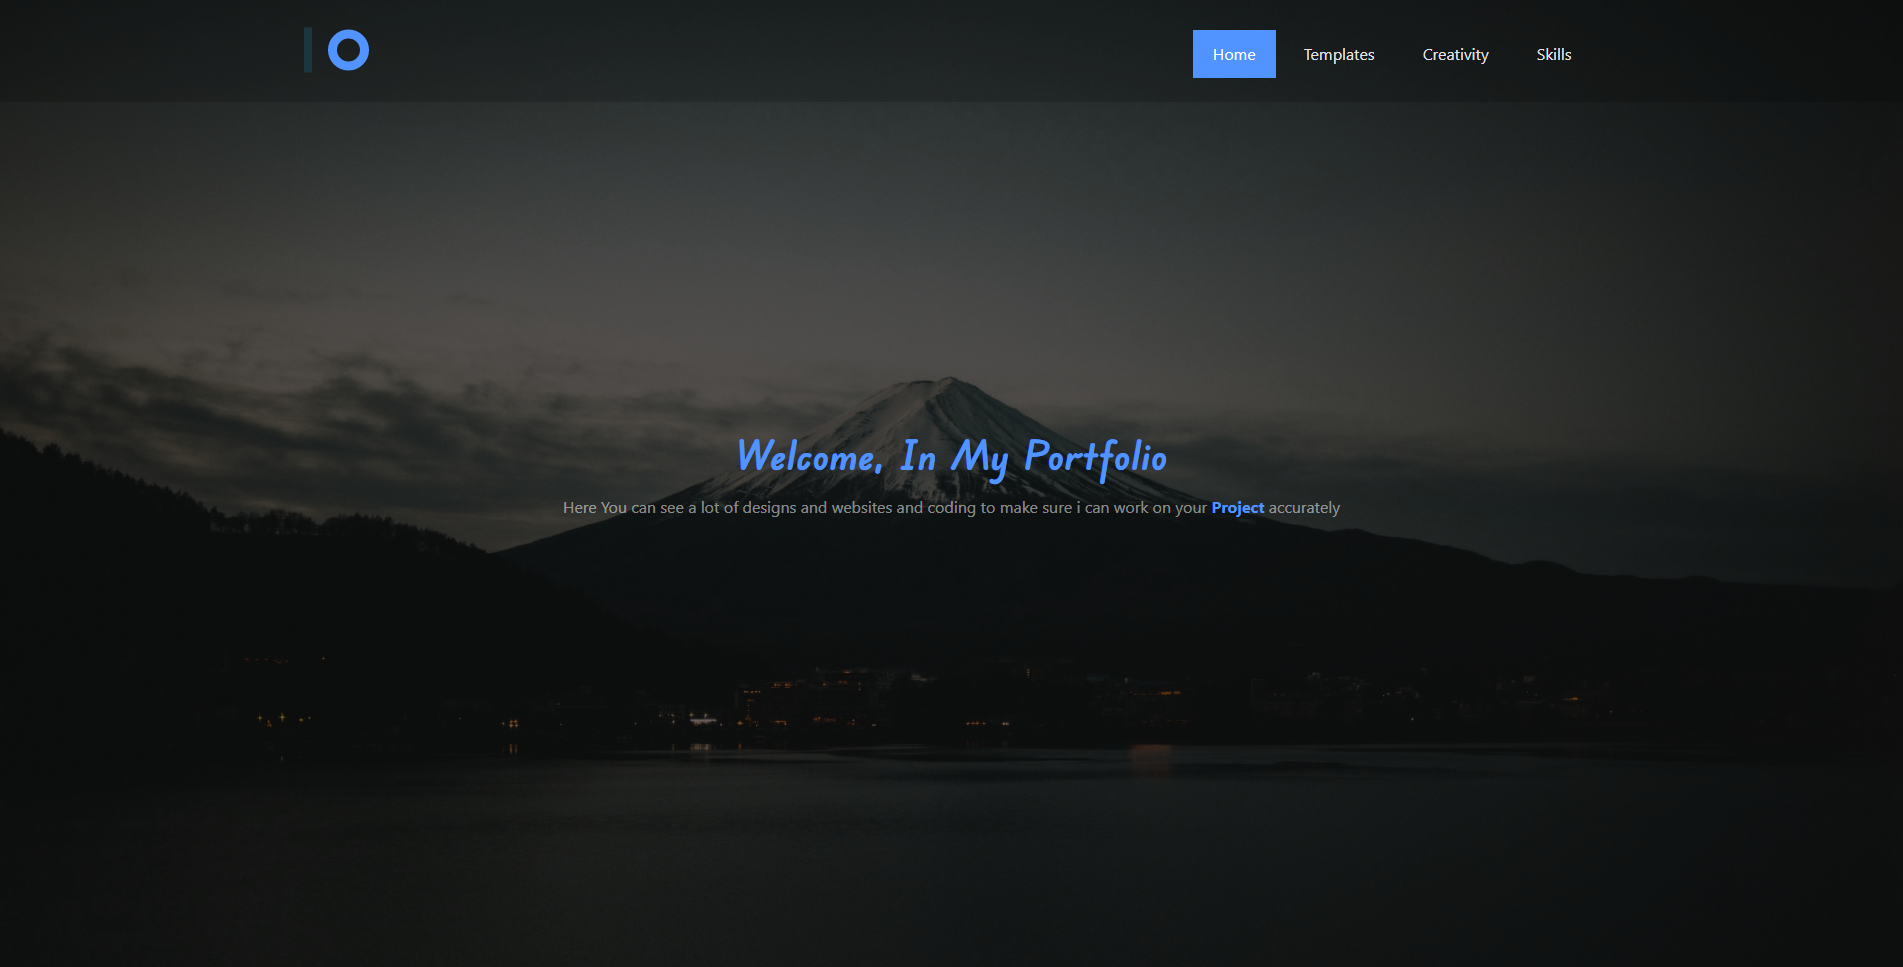 IO
Home Templates Creativity Skills
Welcome, In My Portfolio
Here You can see a lot of designs and websites and coding to make sure i can work on your Project accurately